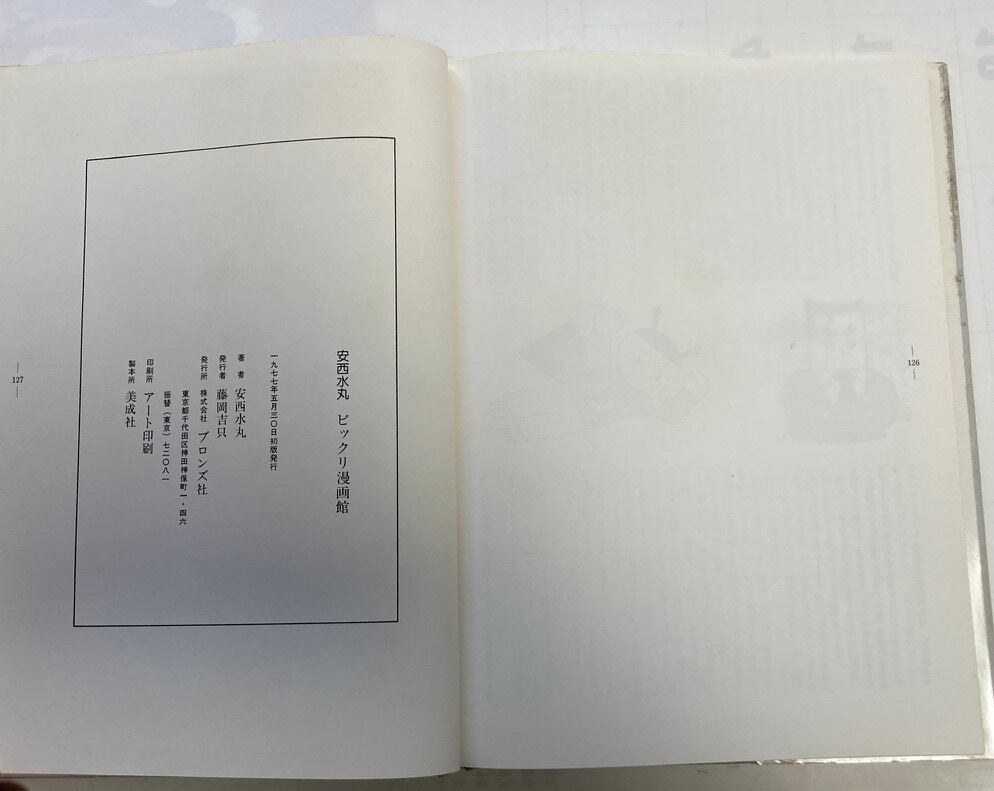 126
安西水丸 ビックリ漫画館
一九七七年五月三〇日初版発行
著者 安西水丸
発行者 藤岡吉只
発行所 株式会社 ブロンズ社
東京都千代田区神田神保町一・四六
振替(東京)七二〇八一
印刷所 アート印刷
製本所 美成社
127